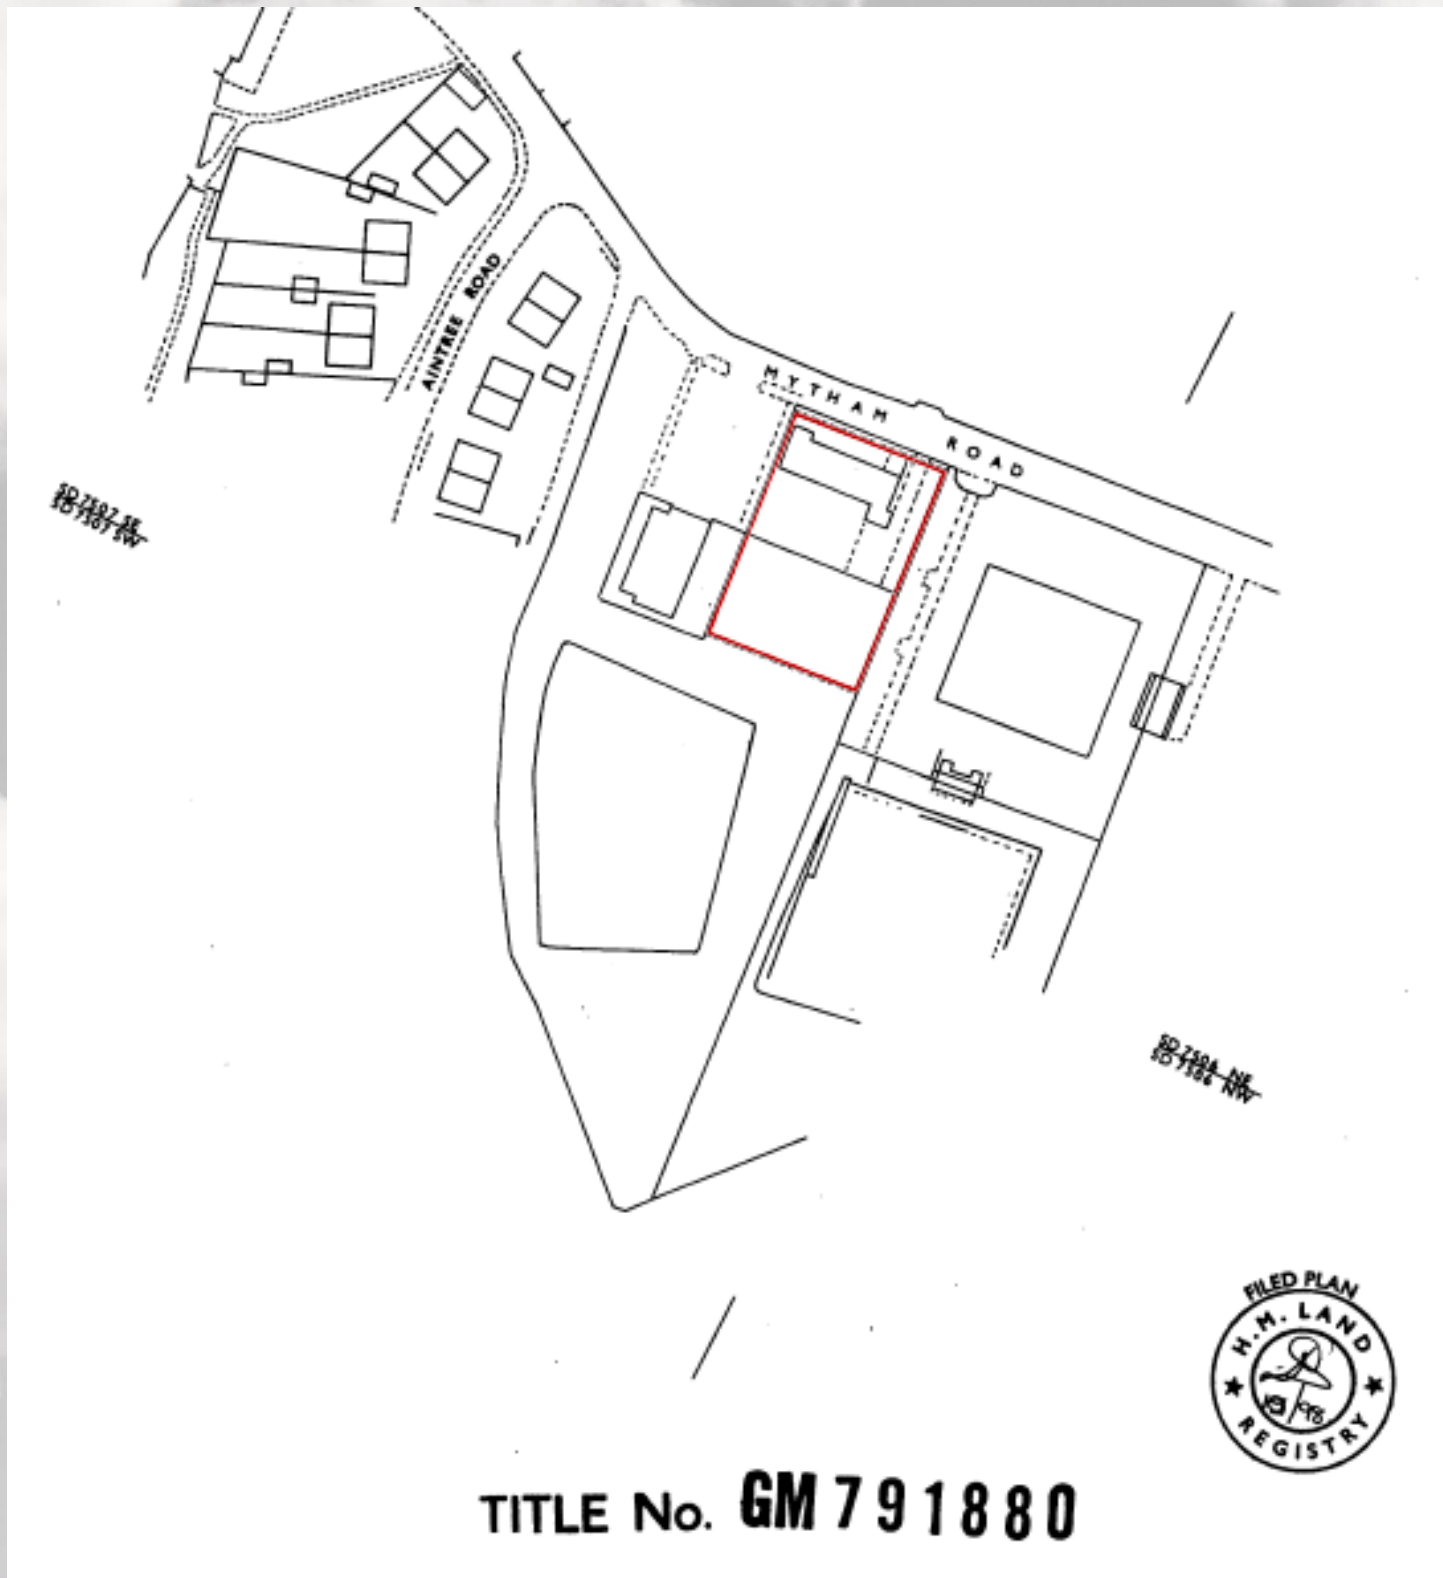 AINTREE ROAD
MYTHAM ROAD
SD 7507 SE
SD 7507 SW
SD 7506 NE
SD 7506 NW
FILED PLAN
H.M. LAND
REGISTRY
TITLE No. GM 791880